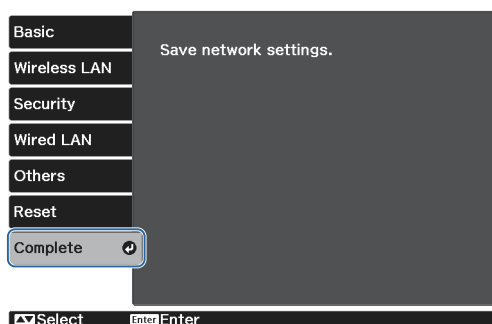 Basic
Save network settings.
Wireless LAN
Security
Wired LAN
Others
Reset
Complete
Select Enter Enter